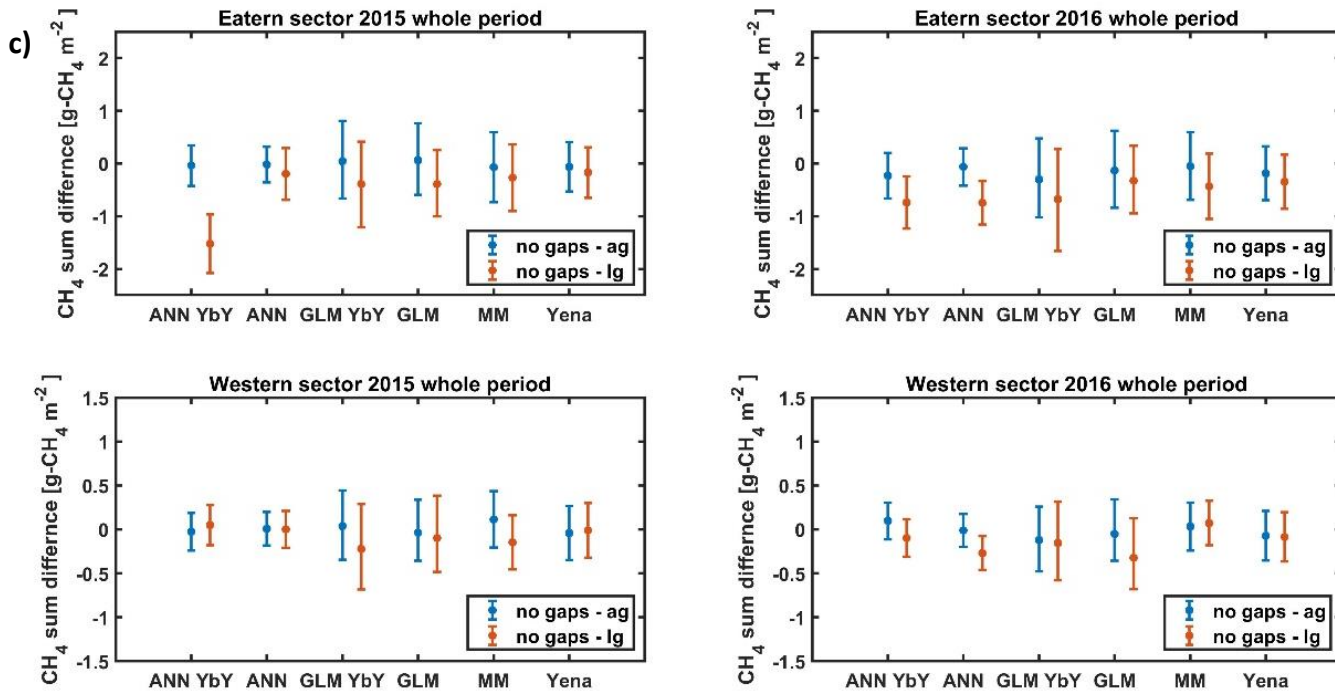 c)
Eatern sector 2015 whole period
CH4 sum differnce [g-CH4 m-2 ]
2
1
0
-1
-2
no gaps - ag
no gaps - lg
ANN YbY ANN GLM YbY GLM MM Yena
Eatern sector 2016 whole period
CH4 sum differnce [g-CH4 m-2 ]
2
1
0
-1
-2
no gaps - ag
no gaps - lg
ANN YbY ANN GLM YbY GLM MM Yena
Western sector 2015 whole period
CH4 sum differnce [g-CH4 m-2 ]
1.5
1
0.5
0
-0.5
-1
-1.5
no gaps - ag
no gaps - lg
ANN YbY ANN GLM YbY GLM MM Yena
Western sector 2016 whole period
CH4 sum differnce [g-CH4 m-2 ]
1.5
1
0.5
0
-0.5
-1
-1.5
no gaps - ag
no gaps - lg
ANN YbY ANN GLM YbY GLM MM Yena